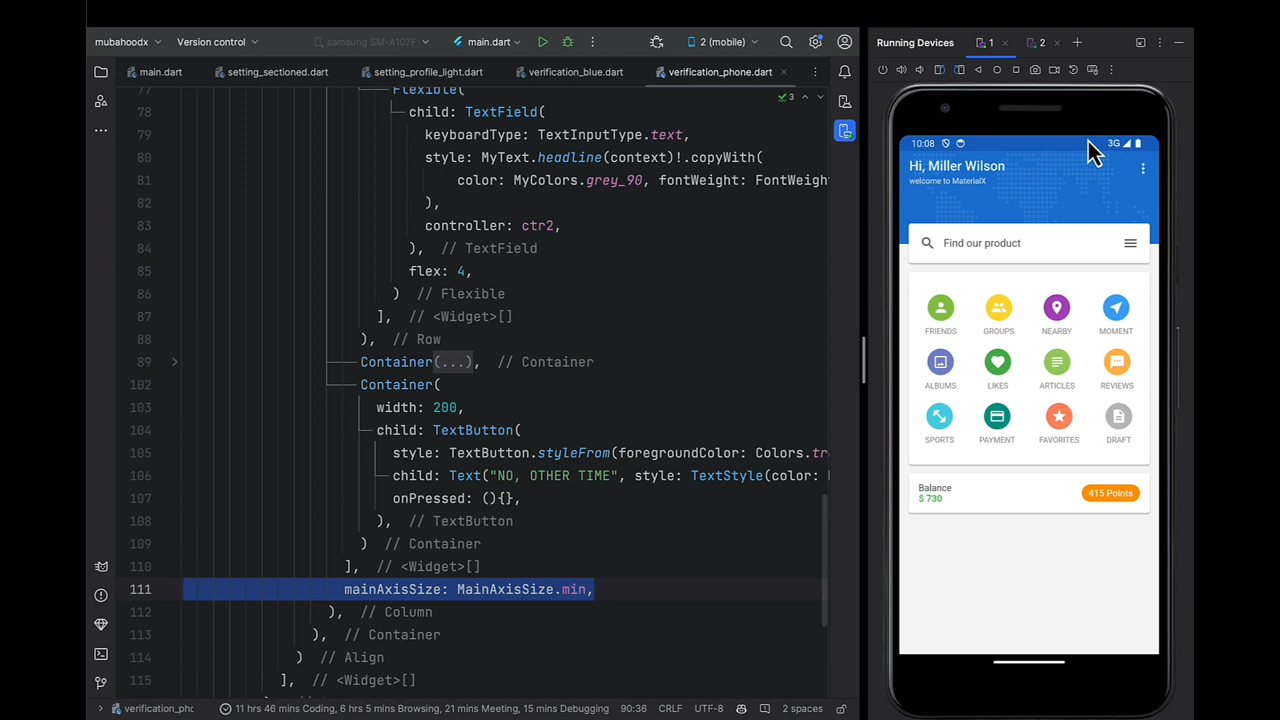 mubahoodx
Version control
samsung SM-A107F
main.dart
2 (mobile)
Running Devices
1
2
main.dart
setting_sectioned.dart
setting_profile_light.dart
verification_blue.dart
verification_phone.dart
3
77 Flexible(
78 child: TextField(
79 keyboardType: TextInputType.text,
80 style: MyText.headline(context)!.copyWith(
81 color: MyColors.grey_90, fontWeight: FontWeigh
82 ),
83 controller: ctr2,
84 ), // TextField
85 flex: 4,
86 ) // Flexible
87 ], // <Widget>[]
88 ), // Row
89 Container(...), // Container
102 Container(
103 width: 200,
104 child: TextButton(
105 style: TextButton.styleFrom(foregroundColor: Colors.tr
106 child: Text("NO, OTHER TIME", style: TextStyle(color:
107 onPressed: (){},
108 ), // TextButton
109 ) // Container
110 ], // <Widget>[]
111 mainAxisSize: MainAxisSize.min,
112 ), // Column
113 ), // Container
114 ) // Align
115 ], // <Widget>[]
verification_pho
11 hrs 46 mins Coding, 6 hrs 5 mins Browsing, 21 mins Meeting, 15 mins Debugging
90:36
CRLF
UTF-8
2 spaces
10:08
3G
Hi, Miller Wilson
welcome to MaterialX
Find our product
FRIENDS
GROUPS
NEARBY
MOMENT
ALBUMS
LIKES
ARTICLES
REVIEWS
SPORTS
PAYMENT
FAVORITES
DRAFT
Balance
$ 730
415 Points